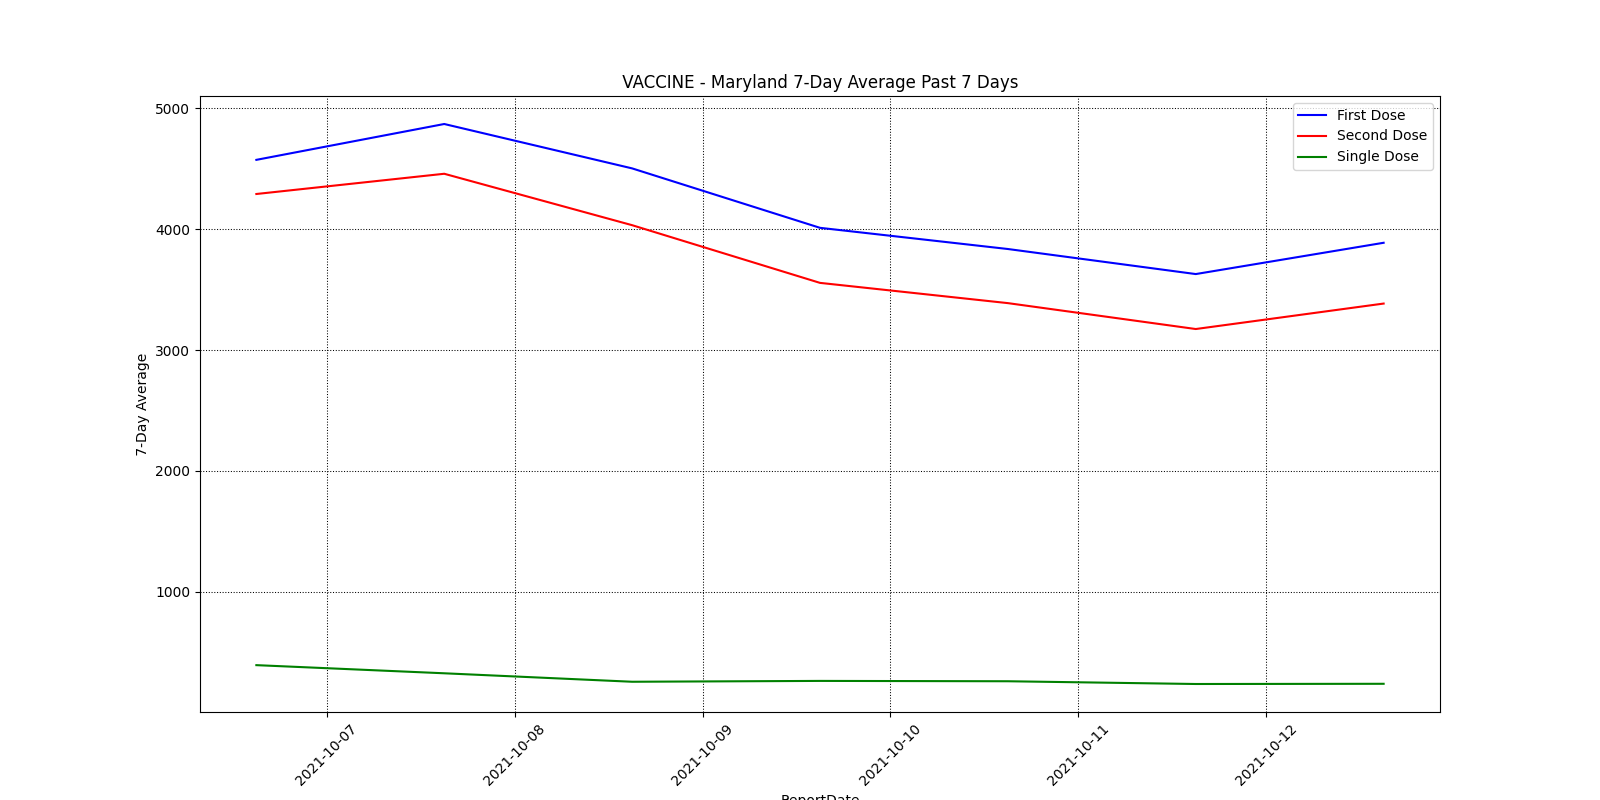 VACCINE - Maryland 7-Day Average Past 7 Days
First Dose
Second Dose
Single Dose
7-Day Average
5000
4000
3000
2000
1000
2021-10-07
2021-10-08
2021-10-09
2021-10-10
2021-10-11
2021-10-12
ReportDate